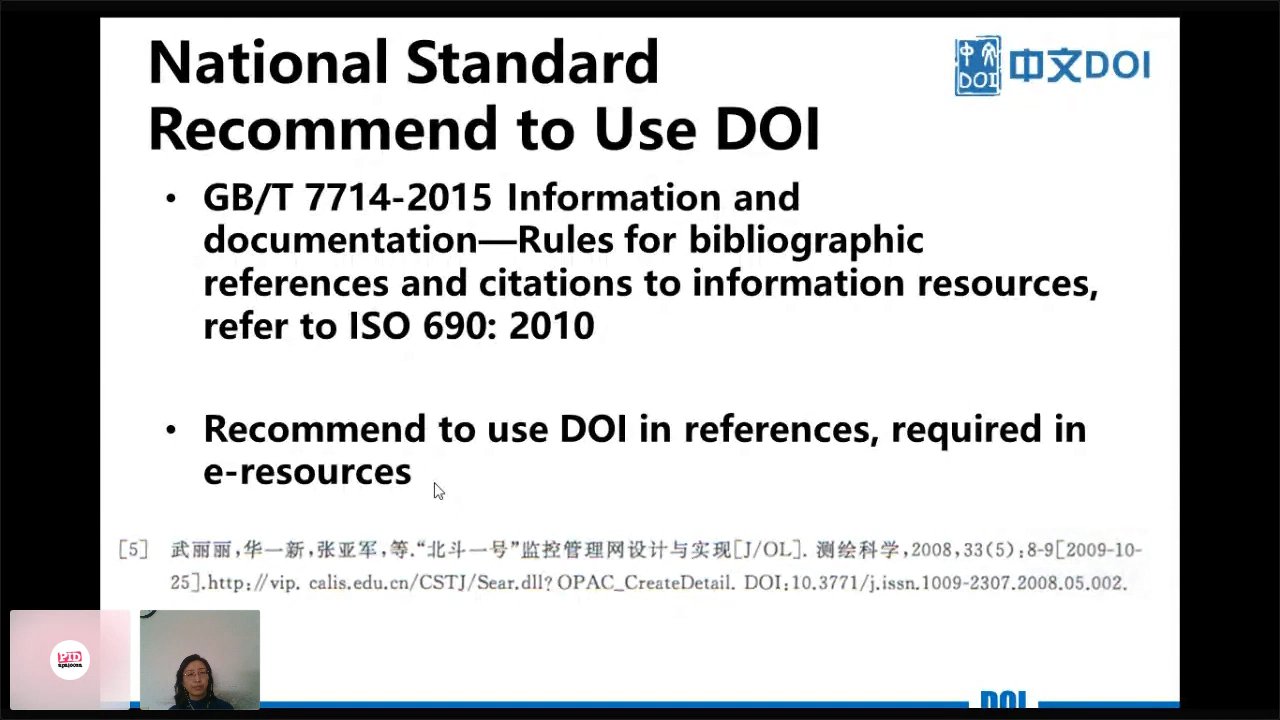 National Standard
Recommend to Use DOI
中文DOI
DOI
• GB/T 7714-2015 Information and
documentation—Rules for bibliographic
references and citations to information resources,
refer to ISO 690: 2010
• Recommend to use DOI in references, required in
e-resources
[5] 武丽丽,华一新,张亚军,等.“北斗一号”监控管理网设计与实现[J/OL]. 测绘科学,2008,33(5):8-9[2009-10-
25].http://vip. calis.edu.cn/CSTJ/Sear.dll? OPAC_CreateDetail. DOI:10.3771/j.issn.1009-2307.2008.05.002.
PID
apalooza
DOI